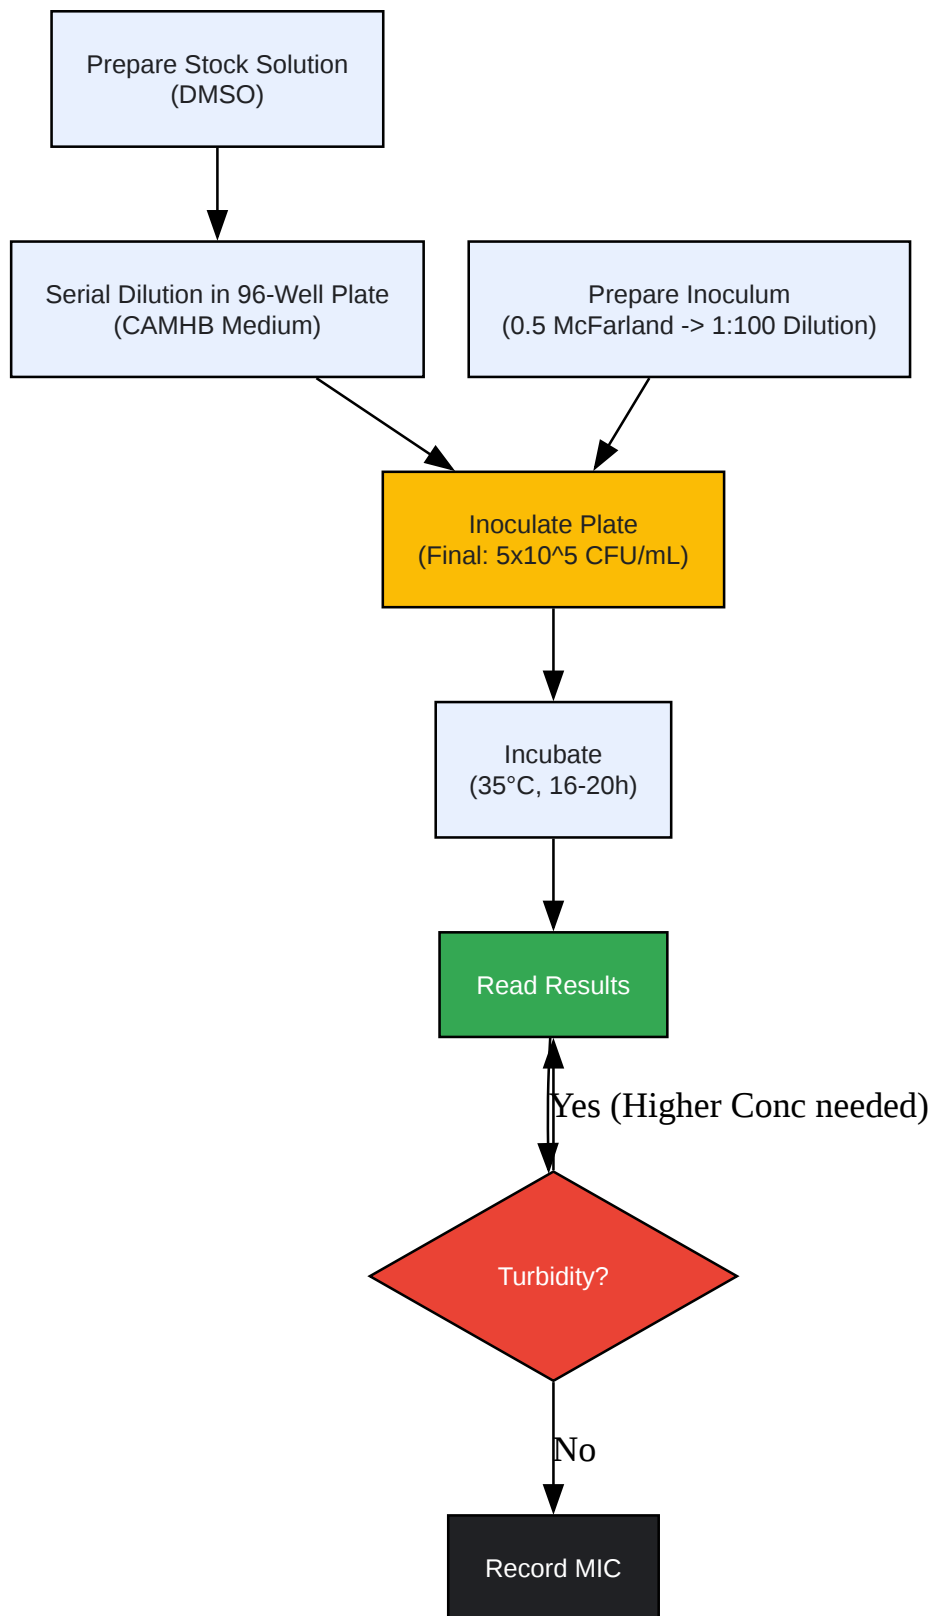 Prepare Stock Solution
(DMSO)
Serial Dilution in 96-Well Plate
(CAMHB Medium)
Prepare Inoculum
(0.5 McFarland -> 1:100 Dilution)
Inoculate Plate
(Final: 5x10^5 CFU/mL)
Incubate
(35°C, 16-20h)
Read Results
Yes (Higher Conc needed)
Turbidity?
No
Record MIC